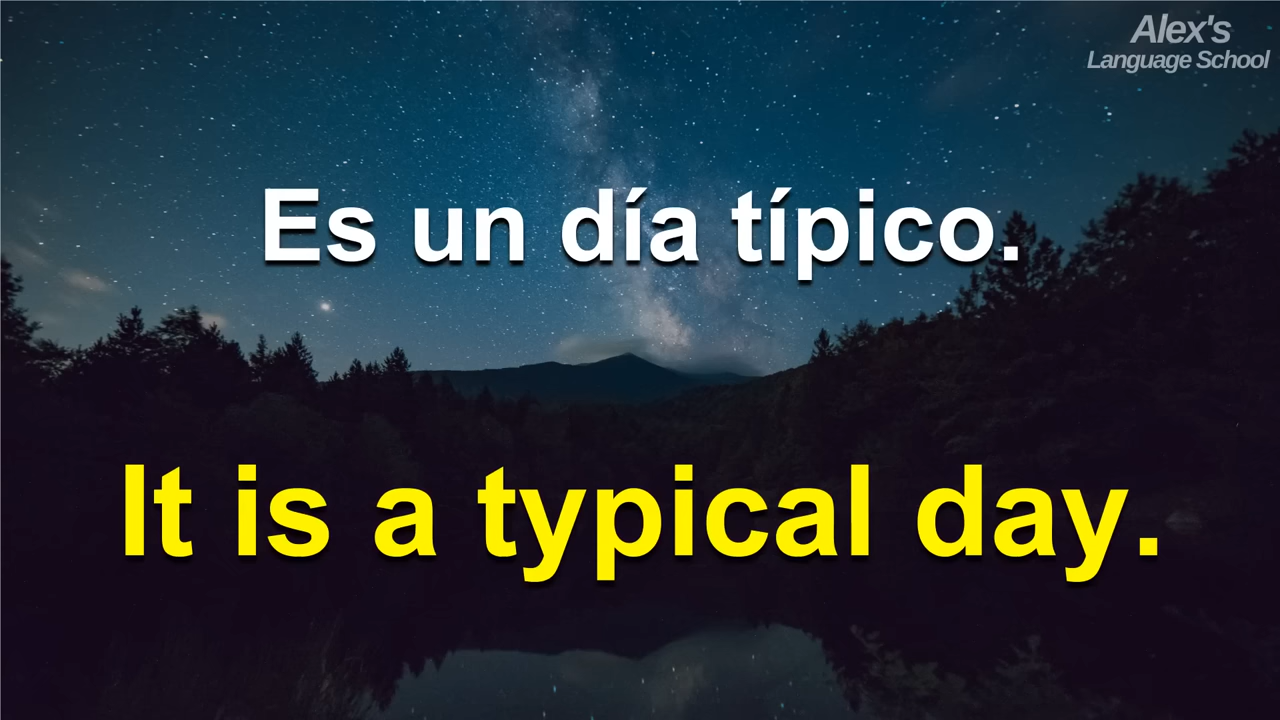 Alex's
Language School
Es un día típico.
It is a typical day.